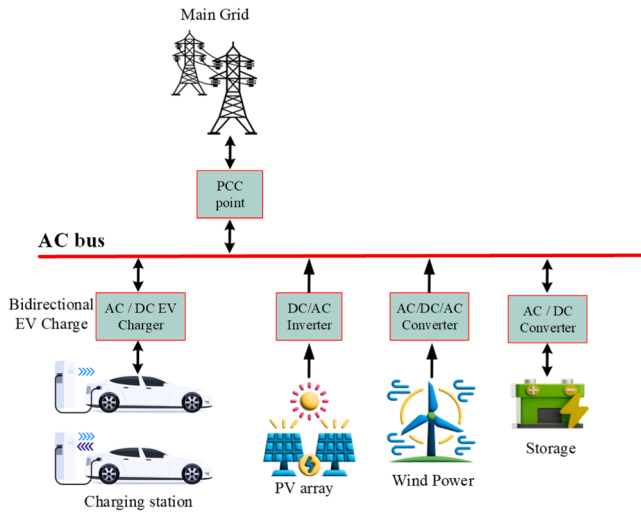 Main Grid
PCC
point
AC bus
Bidirectional
EV Charge
AC / DC EV
Charger
DC/AC
Inverter
AC/DC/AC
Converter
AC / DC
Converter
Charging station
PV array
Wind Power
Storage